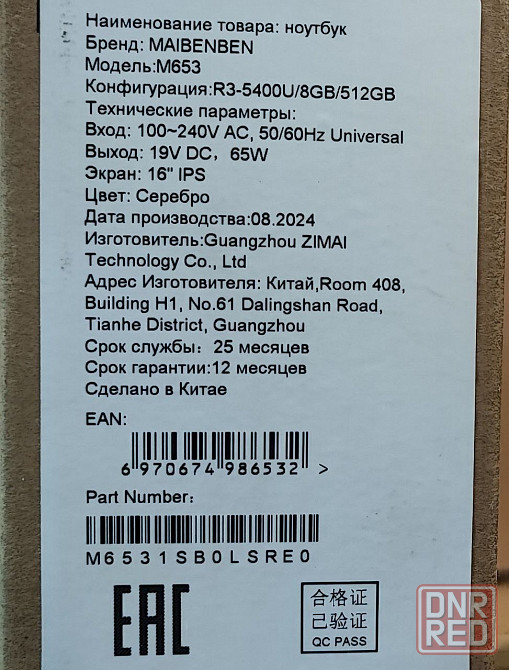 Наименование товара: ноутбук
Бренд: MAIBENBEN
Модель:M653
Конфигурация:R3-5400U/8GB/512GB
Технические параметры:
Вход: 100~240V AC, 50/60Hz Universal
Выход: 19V DC，65W
Экран: 16" IPS
Цвет: Серебро
Дата производства:08.2024
Изготовитель:Guangzhou ZIMAI
Technology Co., Ltd
Адрес Изготовителя: Китай,Room 408,
Building H1, No.61 Dalingshan Road,
Tianhe District, Guangzhou
Срок службы：25 месяцев
Срок гарантии:12 месяцев
Сделано в Китае
EAN:
6 970674 986532 >
Part Number:
M6531SB0LSRE0
EAC
合格证
己验证
QC PASS
DNR
RED